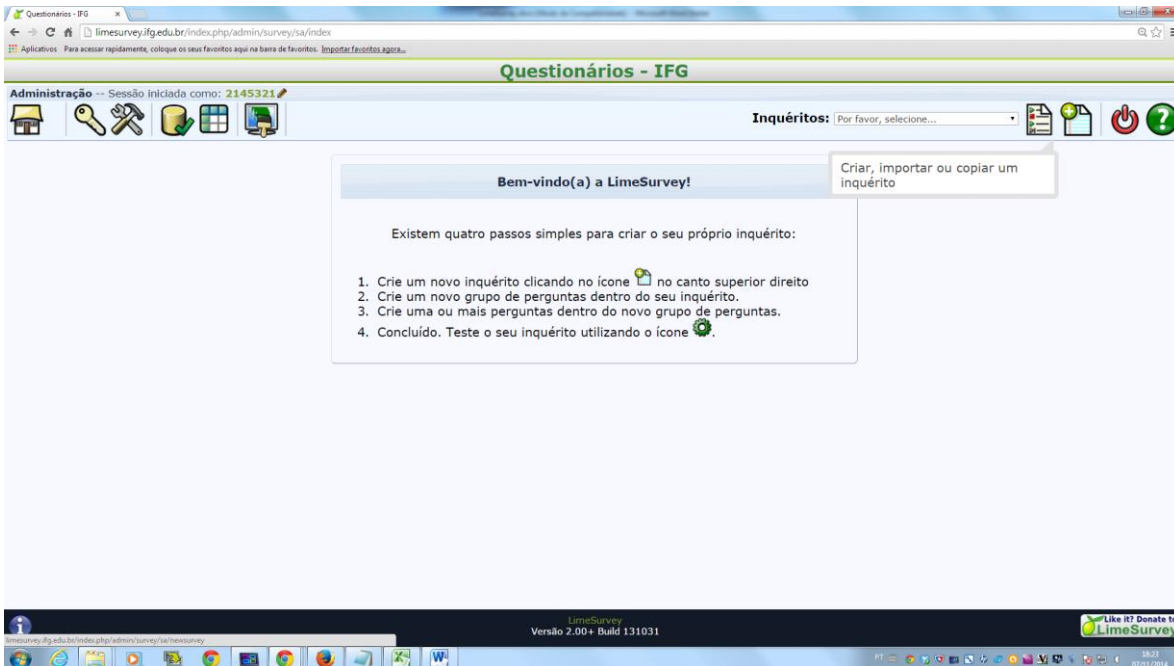 Questionários - IFG
limesurvey.ifg.edu.br/index.php/admin/survey/sa/index
Aplicativos Para acessar rapidamente, coloque os seus favoritos aqui na barra de favoritos. Importar favoritos agora...
Questionários - IFG
Administração -- Sessão iniciada como: 2145321
Inquéritos: Por favor, selecione...
Criar, importar ou copiar um
inquérito
Bem-vindo(a) a LimeSurvey!
Existem quatro passos simples para criar o seu próprio inquérito:
1. Crie um novo inquérito clicando no ícone no canto superior direito
2. Crie um novo grupo de perguntas dentro do seu inquérito.
3. Crie uma ou mais perguntas dentro do novo grupo de perguntas.
4. Concluído. Teste o seu inquérito utilizando o ícone .
LimeSurvey
Versão 2.00+ Build 131031
Like it? Donate to
LimeSurvey
limesurvey.ifg.edu.br/index.php/admin/survey/sa/newsurvey
PT
18:23
07/11/2014